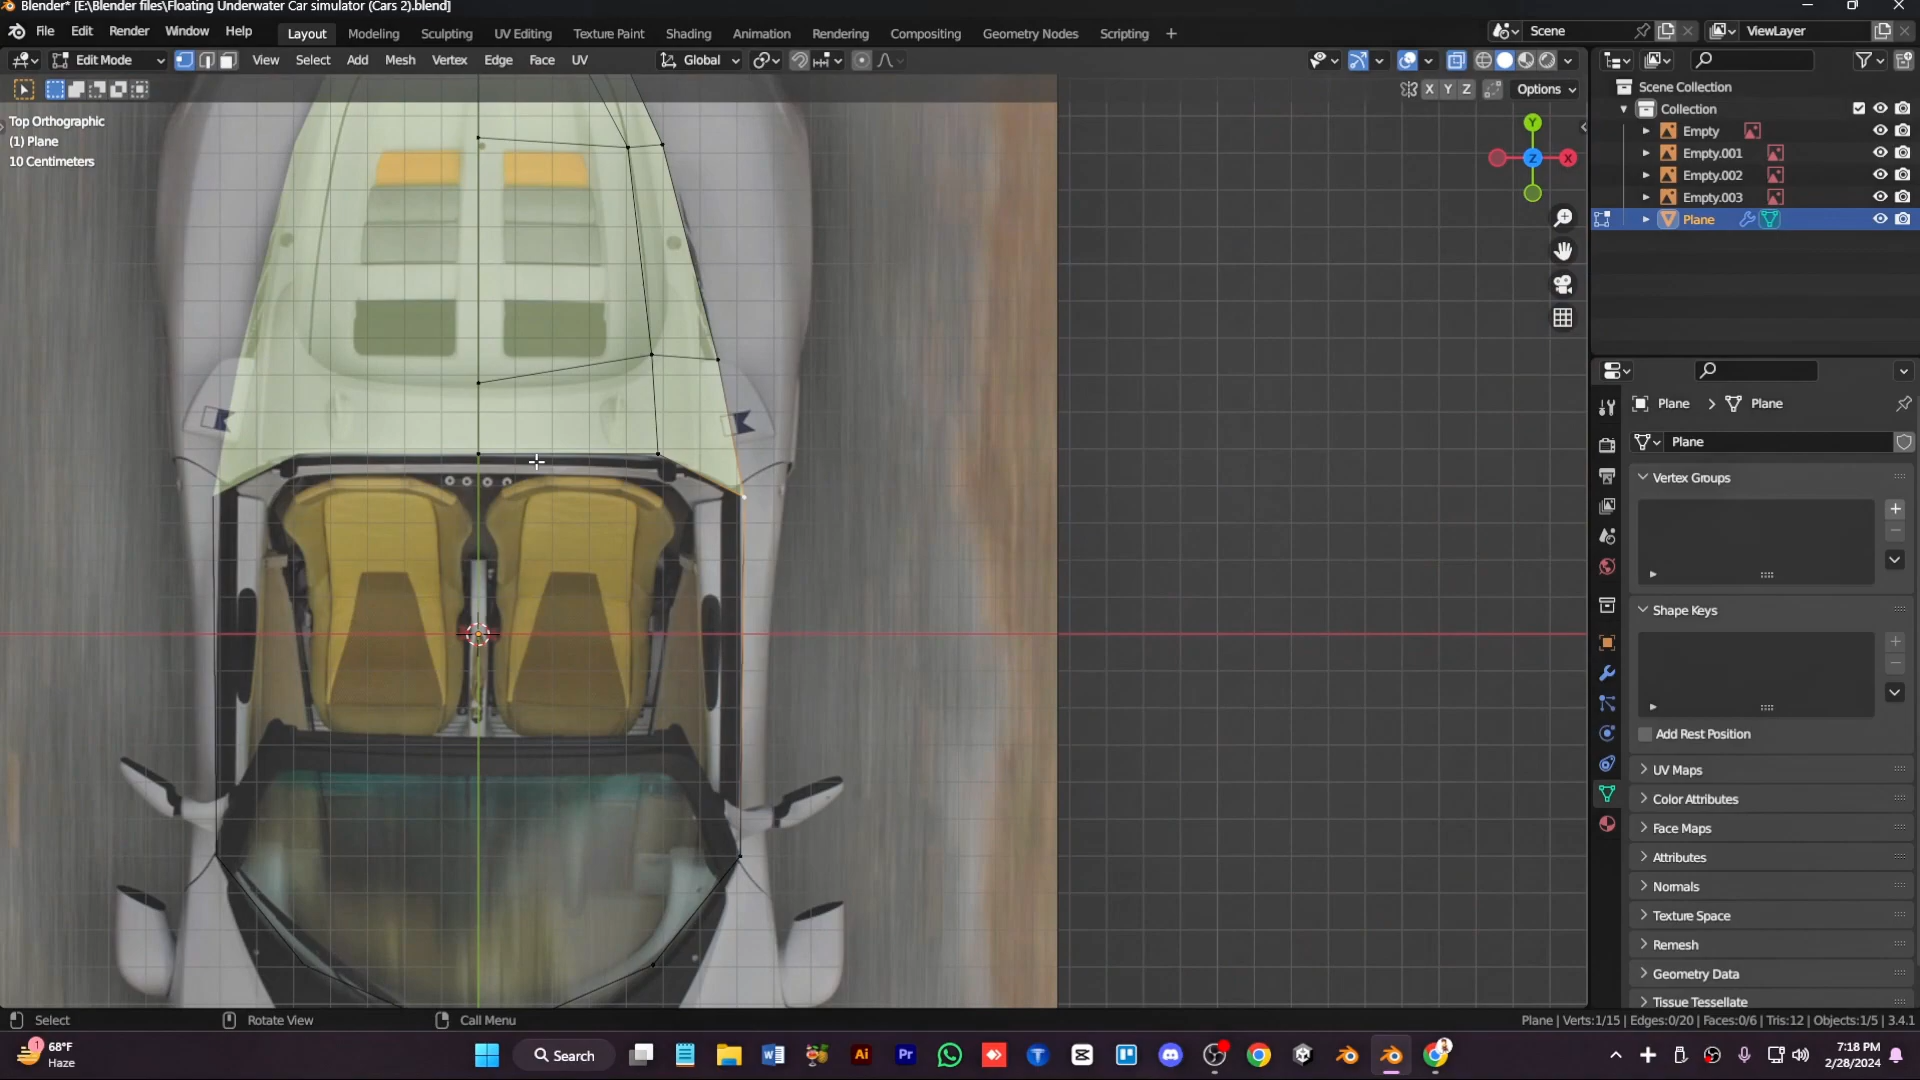 Blender* [E:\Blender files\Floating Underwater Car simulator (Cars 2).blend]
File Edit Render Window Help Layout Modeling Sculpting UV Editing Texture Paint Shading Animation Rendering Compositing Geometry Nodes Scripting + Scene ViewLayer
Edit Mode View Select Add Mesh Vertex Edge Face UV Global
X Y Z Options
Top Orthographic
(1) Plane
10 Centimeters
Y
Z X
Scene Collection
Collection
Empty
Empty.001
Empty.002
Empty.003
Plane
Plane > Plane
Plane
Vertex Groups
Shape Keys
Add Rest Position
UV Maps
Color Attributes
Face Maps
Attributes
Normals
Texture Space
Remesh
Geometry Data
Tissue Tessellate
Select Rotate View Call Menu Plane | Verts:1/15 | Edges:0/20 | Faces:0/6 | Tris:12 | Objects:1/5 | 3.4.1
1 68°F
Haze
Search
W Ai Pr
7:18 PM
2/28/2024